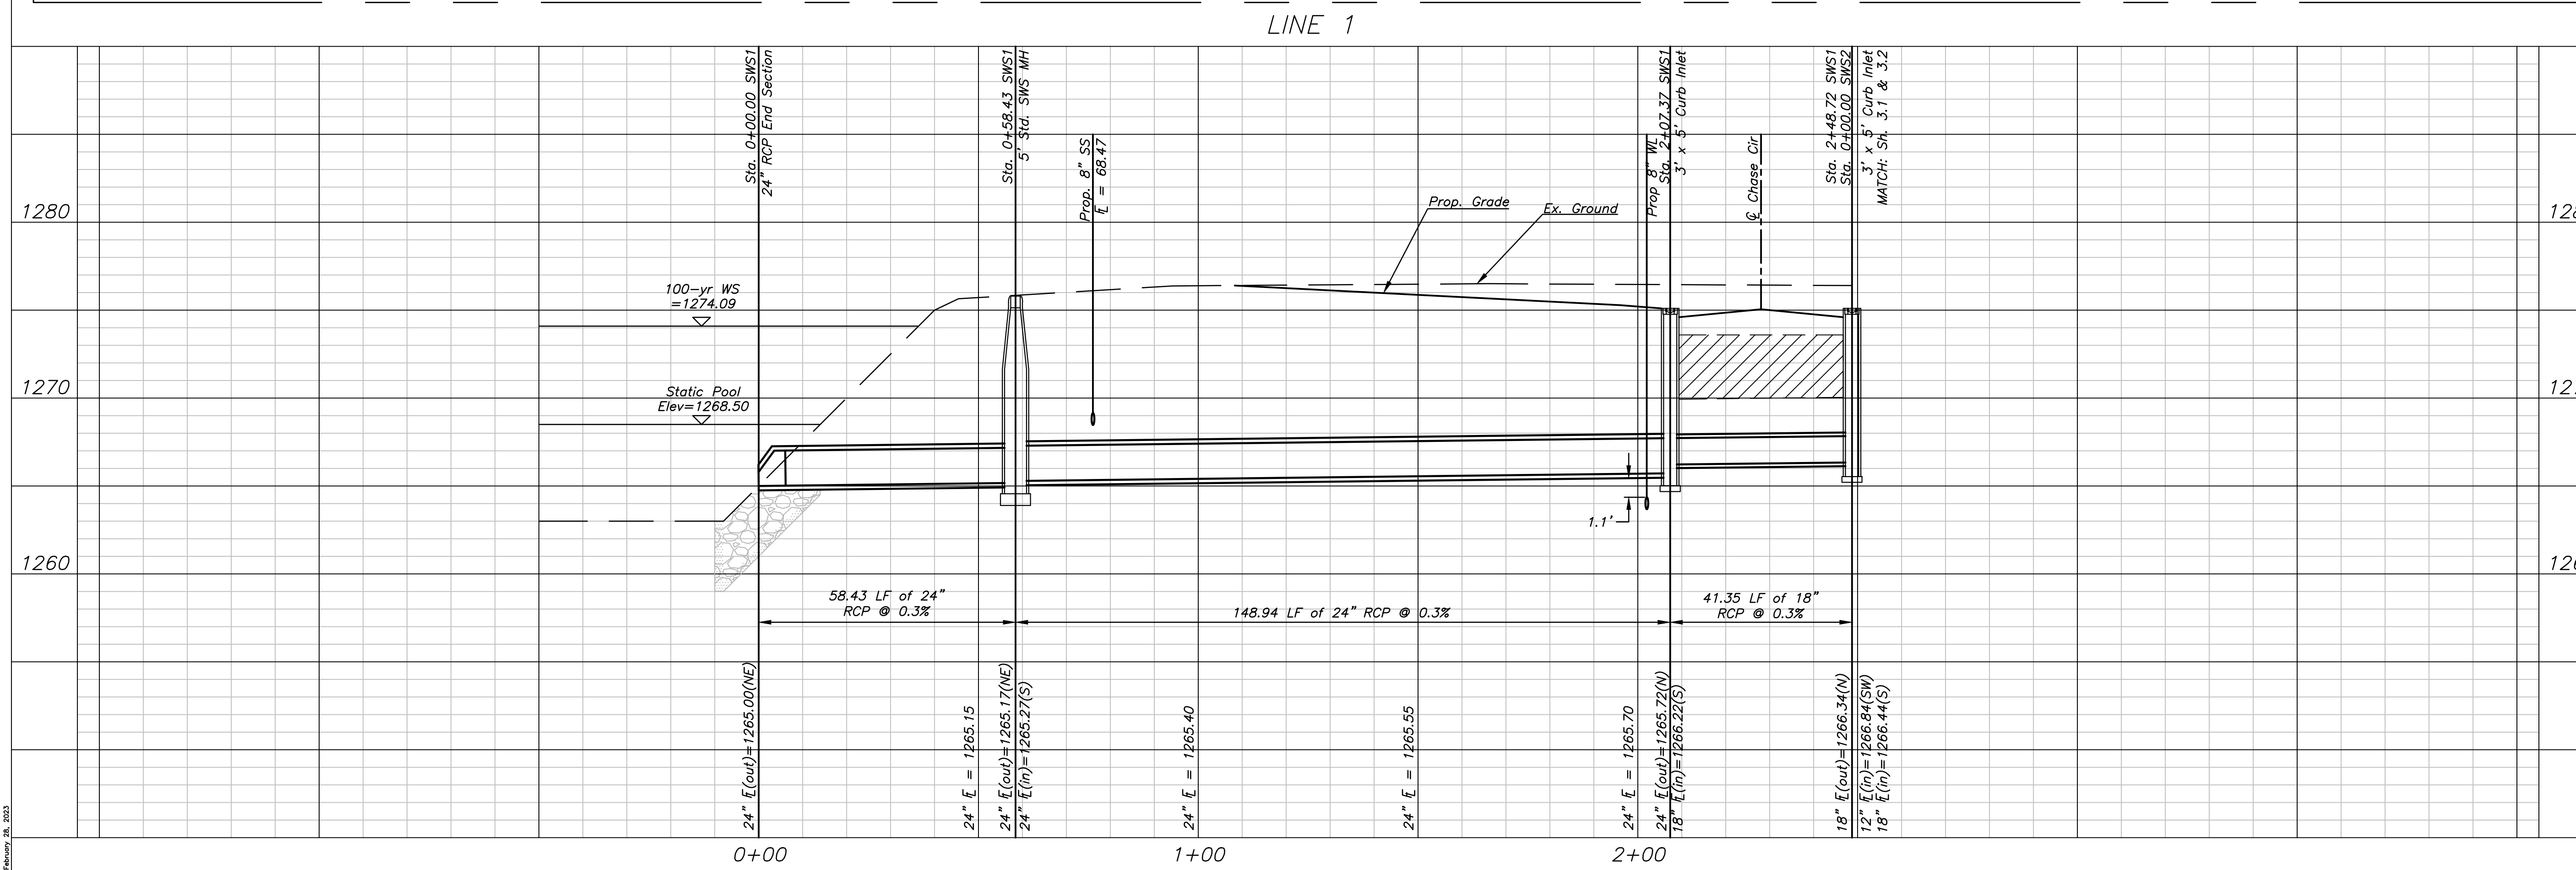 LINE 1
Sta. 0+00.00 SWS1
24" RCP End Section
Sta. 0+58.43 SWS1
5' Std. SWS MH
Prop. 8" SS
℄ = 68.47
Prop 8" WL
Sta. 2+07.37 SWS1
3' x 5' Curb Inlet
℄ Chase Cir
Sta. 2+48.72 SWS1
Sta. 0+00.00 SWS2
3' x 5' Curb Inlet
MATCH: Sh. 3.1 & 3.2
1280
Prop. Grade
Ex. Ground
100-yr WS
=1274.09
1270
Static Pool
Elev=1268.50
1.1'
1260
58.43 LF of 24"
RCP @ 0.3%
148.94 LF of 24" RCP @ 0.3%
41.35 LF of 18"
RCP @ 0.3%
24" ℄(out)=1265.00(NE)
24" ℄ = 1265.15
24" ℄(out)=1265.17(NE)
24" ℄(in)=1265.27(S)
24" ℄ = 1265.40
24" ℄ = 1265.55
24" ℄ = 1265.70
24" ℄(out)=1265.72(N)
18" ℄(in)=1266.22(S)
18" ℄(out)=1266.34(N)
12" ℄(in)=1266.84(SW)
18" ℄(in)=1266.44(S)
0+00
1+00
2+00
February 28, 2023